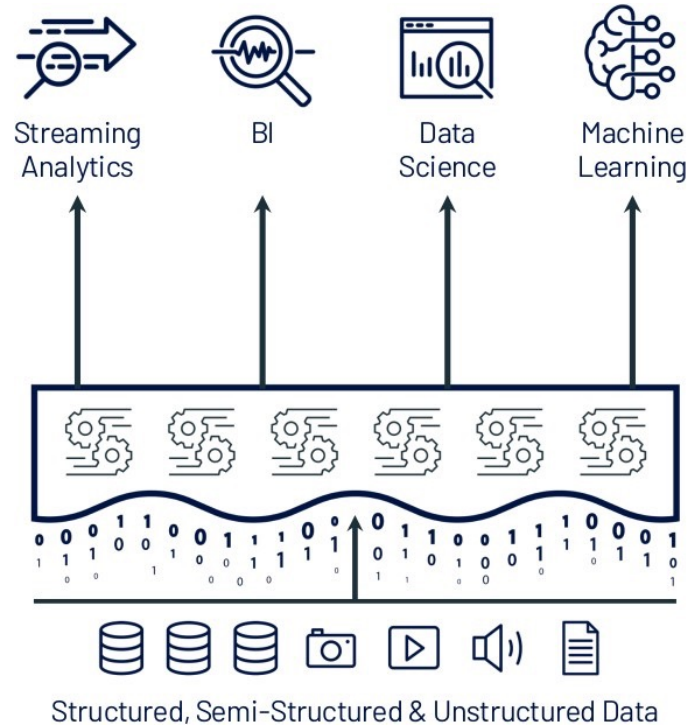 Streaming
Analytics
BI
Data
Science
Machine
Learning
Structured, Semi-Structured & Unstructured Data